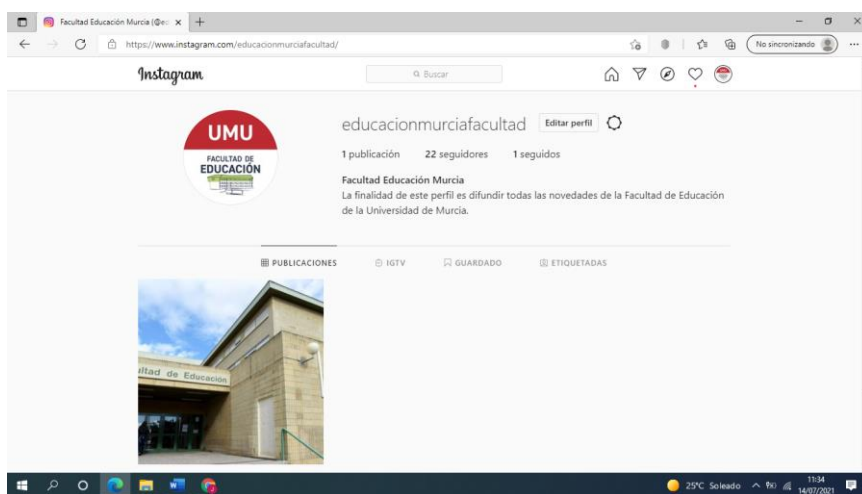 Facultad Educación Murcia (@ed
https://www.instagram.com/educacionmurciafacultad/
No sincronizando
Instagram
Buscar
UMU
FACULTAD DE
EDUCACIÓN
educacionmurciafacultad
Editar perfil
1 publicación 22 seguidores 1 seguidos
Facultad Educación Murcia
La finalidad de este perfil es difundir todas las novedades de la Facultad de Educación
de la Universidad de Murcia.
PUBLICACIONES IGTV GUARDADO ETIQUETADAS
ultad de Educación
25°C Soleado
11:34
14/07/2021